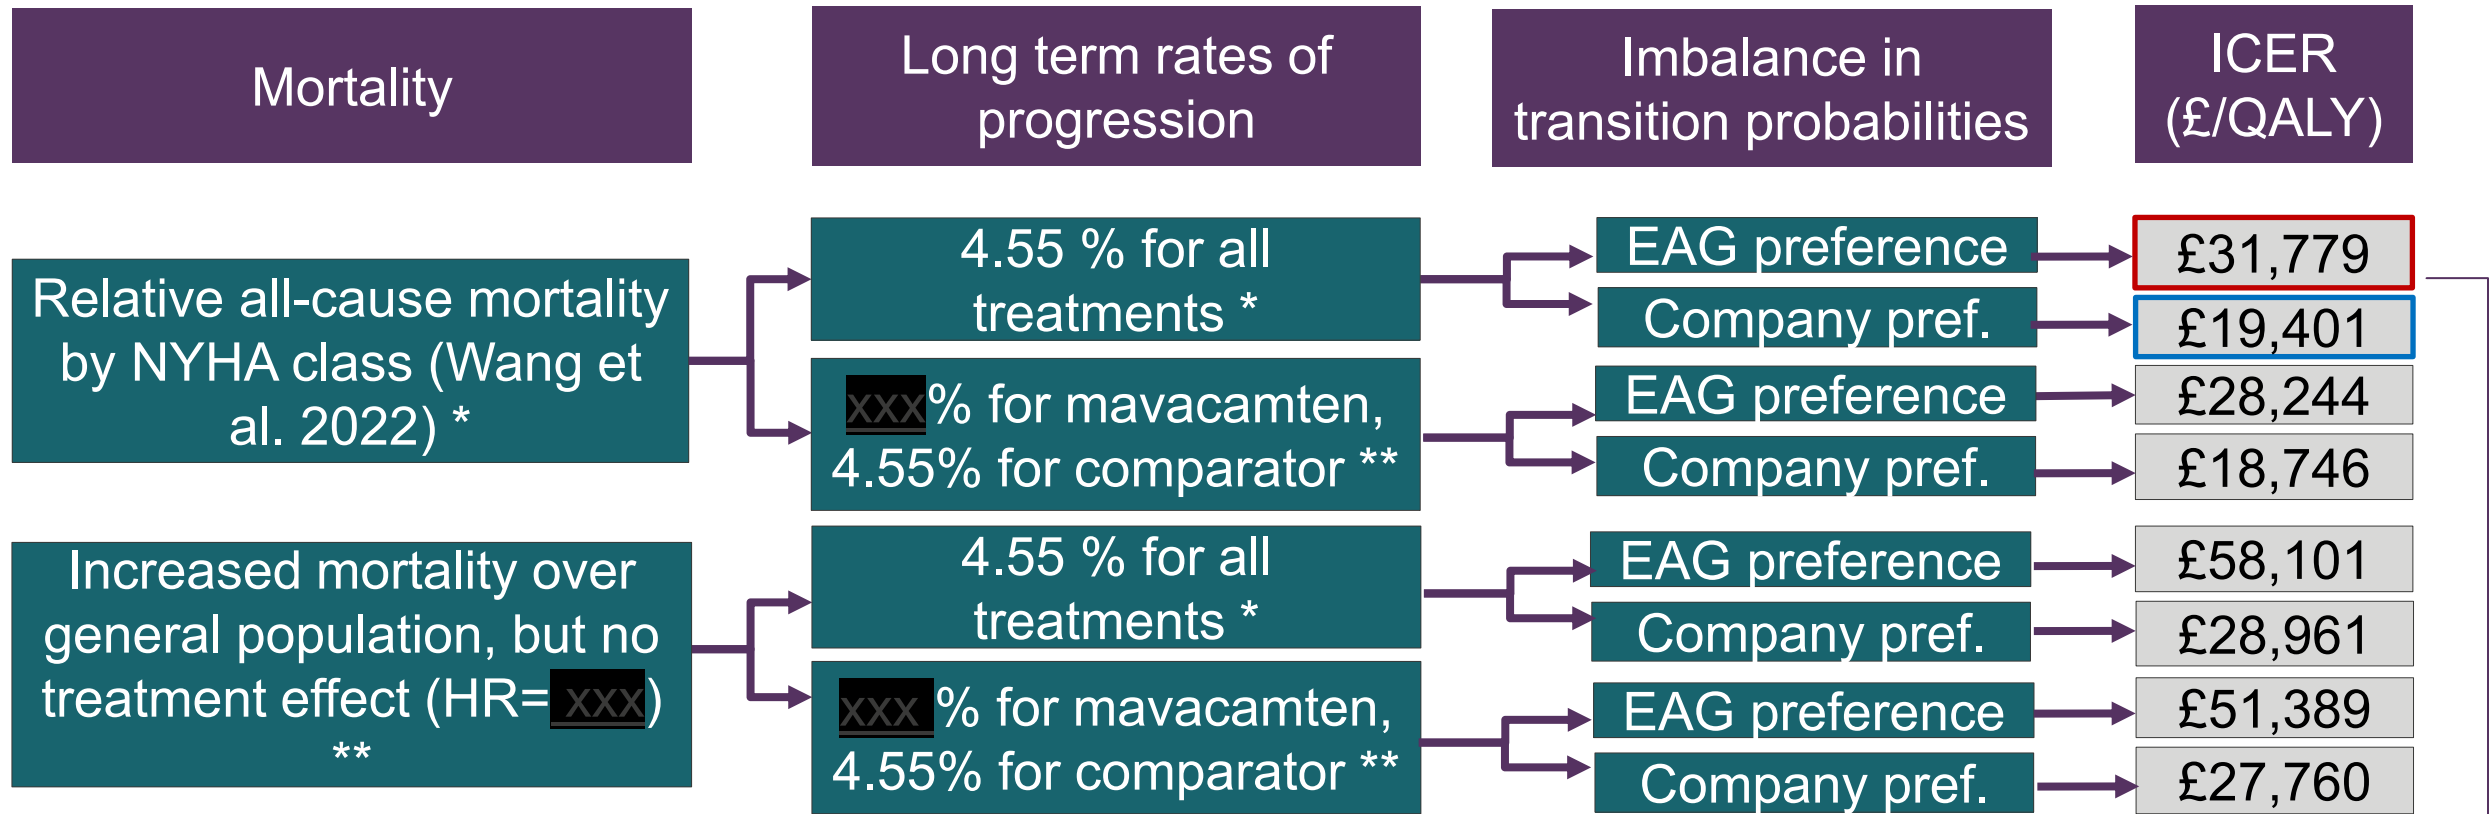 Mortality
Long term rates of
progression
Imbalance in
transition probabilities
ICER
(£/QALY)
Relative all-cause mortality
by NYHA class (Wang et
al. 2022) *
4.55 % for all
treatments *
EAG preference
£31,779
Company pref.
£19,401
xxx% for mavacamten,
4.55% for comparator **
EAG preference
£28,244
Company pref.
£18,746
Increased mortality over
general population, but no
treatment effect (HR= xxx)
**
4.55 % for all
treatments *
EAG preference
£58,101
Company pref.
£28,961
xxx % for mavacamten,
4.55% for comparator **
EAG preference
£51,389
Company pref.
£27,760